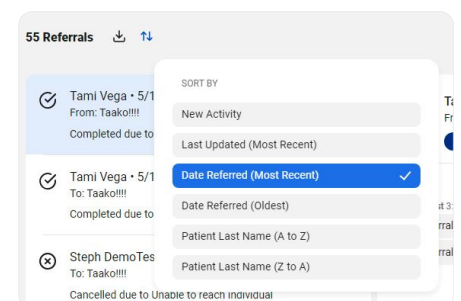 55 Referrals
SORT BY
New Activity
Last Updated (Most Recent)
Date Referred (Most Recent)
Date Referred (Oldest)
Patient Last Name (A to Z)
Patient Last Name (Z to A)
Tami Vega • 5/1
From: Taako!!!!
Completed due to
Tami Vega • 5/1
To: Taako!!!!
Completed due to
Steph DemoTes
To: Taako!!!!
Cancelled due to Unable to reach individual